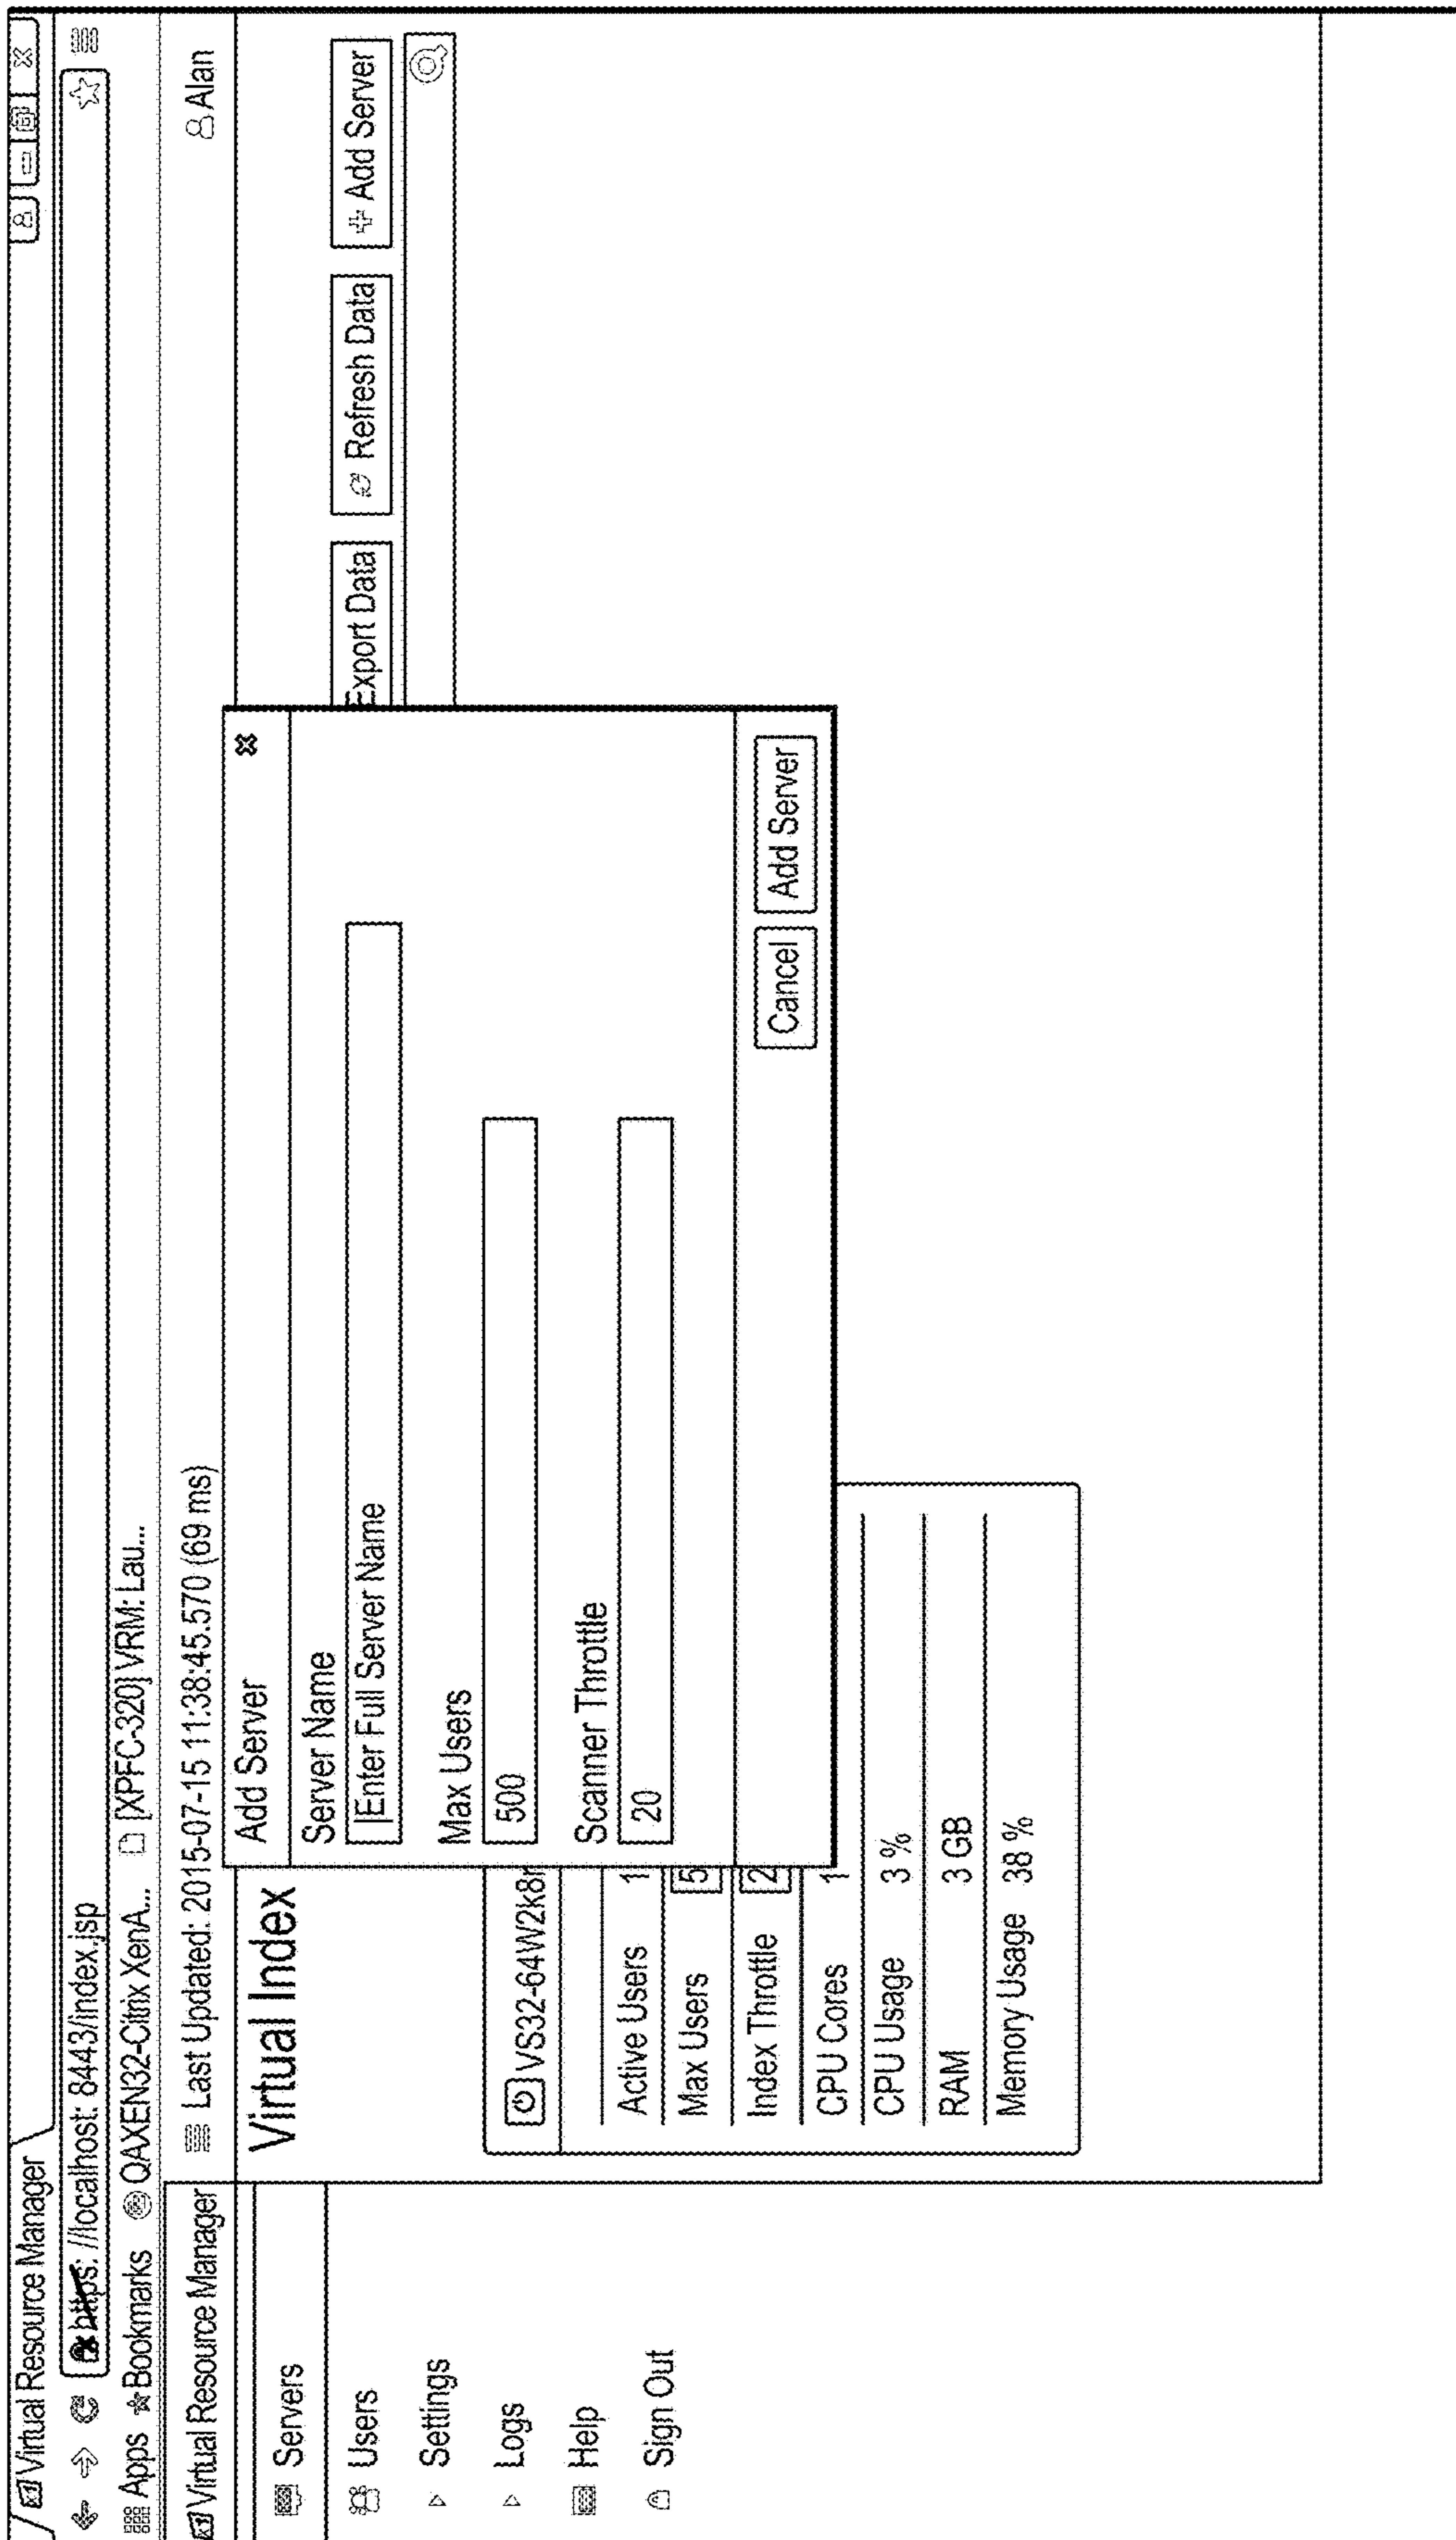 Virtual Resource Manager
https: //localhost: 8443/index.jsp
Apps Bookmarks QAXEN32-Citrix XenA... [XPFC-320] VRM: Lau...
Virtual Resource Manager
Last Updated: 2015-07-15 11:38:45.570 (69 ms)
Alan
Servers
Users
Settings
Logs
Help
Sign Out
Virtual Index
Export Data
Refresh Data
Add Server
Add Server
Server Name
Enter Full Server Name
Max Users
500
Scanner Throttle
20
Cancel
Add Server
VS32-64W2k8r
Active Users 1
Max Users 5
Index Throttle 2
CPU Cores 1
CPU Usage 3 %
RAM 3 GB
Memory Usage 38 %